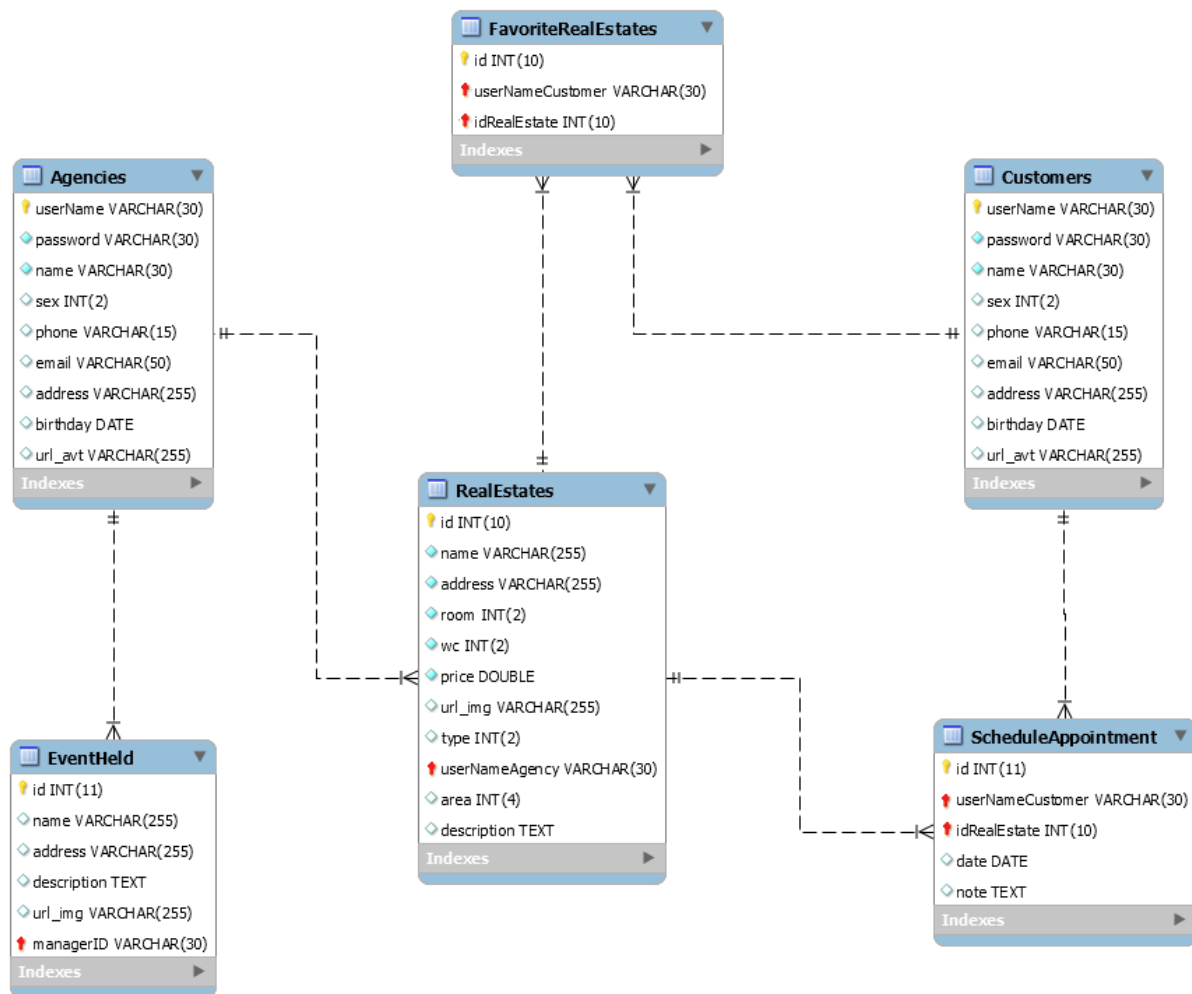 FavoriteRealEstates
id INT(10)
userNameCustomer VARCHAR(30)
idRealEstate INT(10)
Indexes
Agencies
userName VARCHAR(30)
password VARCHAR(30)
name VARCHAR(30)
sex INT(2)
phone VARCHAR(15)
email VARCHAR(50)
address VARCHAR(255)
birthday DATE
url_avt VARCHAR(255)
Indexes
Customers
userName VARCHAR(30)
password VARCHAR(30)
name VARCHAR(30)
sex INT(2)
phone VARCHAR(15)
email VARCHAR(50)
address VARCHAR(255)
birthday DATE
url_avt VARCHAR(255)
Indexes
RealEstates
id INT(10)
name VARCHAR(255)
address VARCHAR(255)
room INT(2)
wc INT(2)
price DOUBLE
url_img VARCHAR(255)
type INT(2)
userNameAgency VARCHAR(30)
area INT(4)
description TEXT
Indexes
EventHeld
id INT(11)
name VARCHAR(255)
address VARCHAR(255)
description TEXT
url_img VARCHAR(255)
managerID VARCHAR(30)
Indexes
ScheduleAppointment
id INT(11)
userNameCustomer VARCHAR(30)
idRealEstate INT(10)
date DATE
note TEXT
Indexes